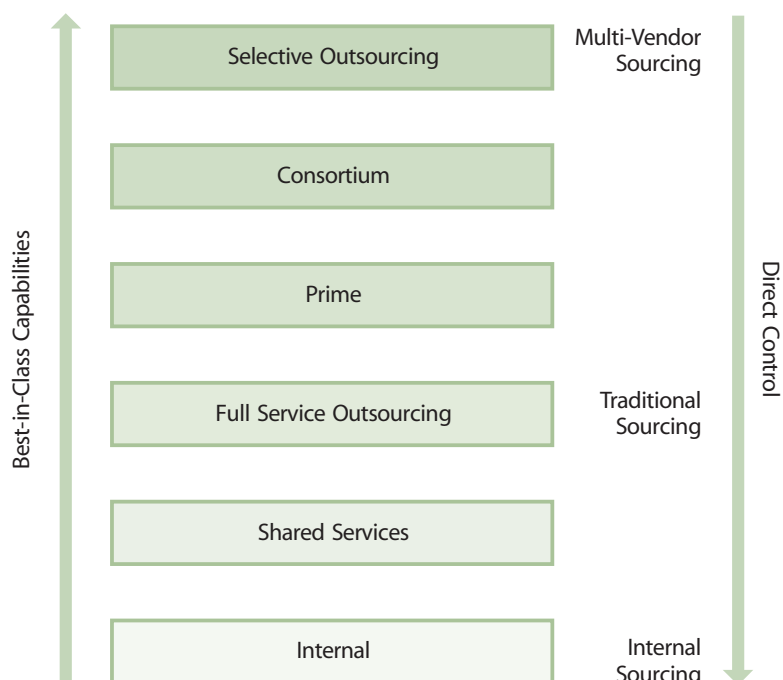 Selective Outsourcing
Multi-Vendor
Sourcing
Consortium
Prime
Full Service Outsourcing
Traditional
Sourcing
Shared Services
Internal
Internal
Sourcing
Best-in-Class Capabilities
Direct Control